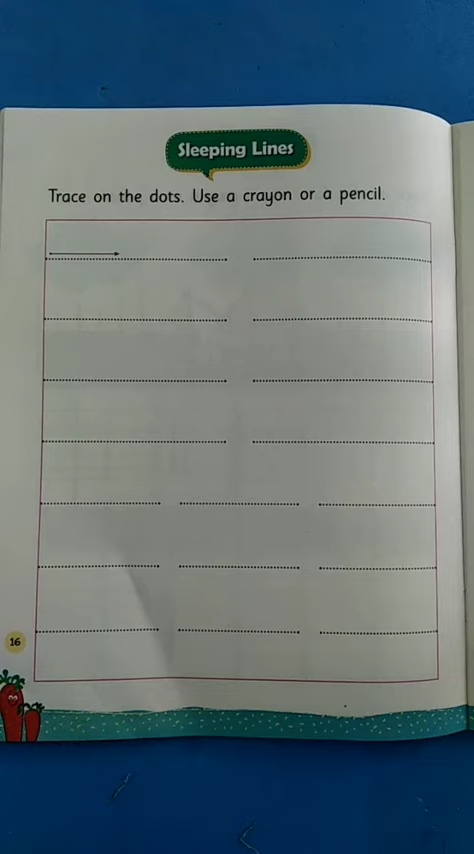 Sleeping Lines
Trace on the dots. Use a crayon or a pencil.
16